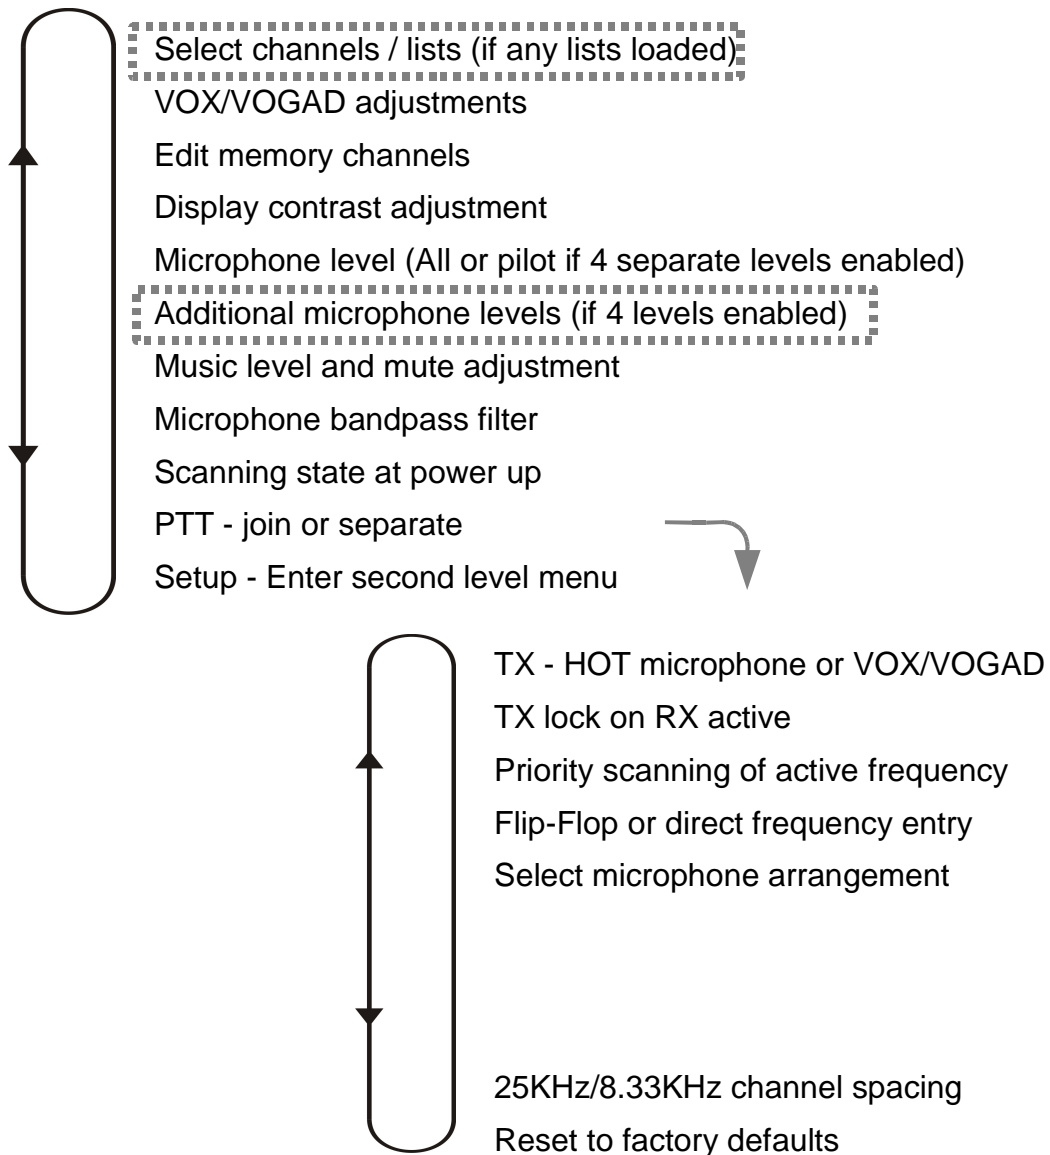 Select channels / lists (if any lists loaded)
VOX/VOGAD adjustments
Edit memory channels
Display contrast adjustment
Microphone level (All or pilot if 4 separate levels enabled)
Additional microphone levels (if 4 levels enabled)
Music level and mute adjustment
Microphone bandpass filter
Scanning state at power up
PTT - join or separate
Setup - Enter second level menu
TX - HOT microphone or VOX/VOGAD
TX lock on RX active
Priority scanning of active frequency
Flip-Flop or direct frequency entry
Select microphone arrangement
25KHz/8.33KHz channel spacing
Reset to factory defaults